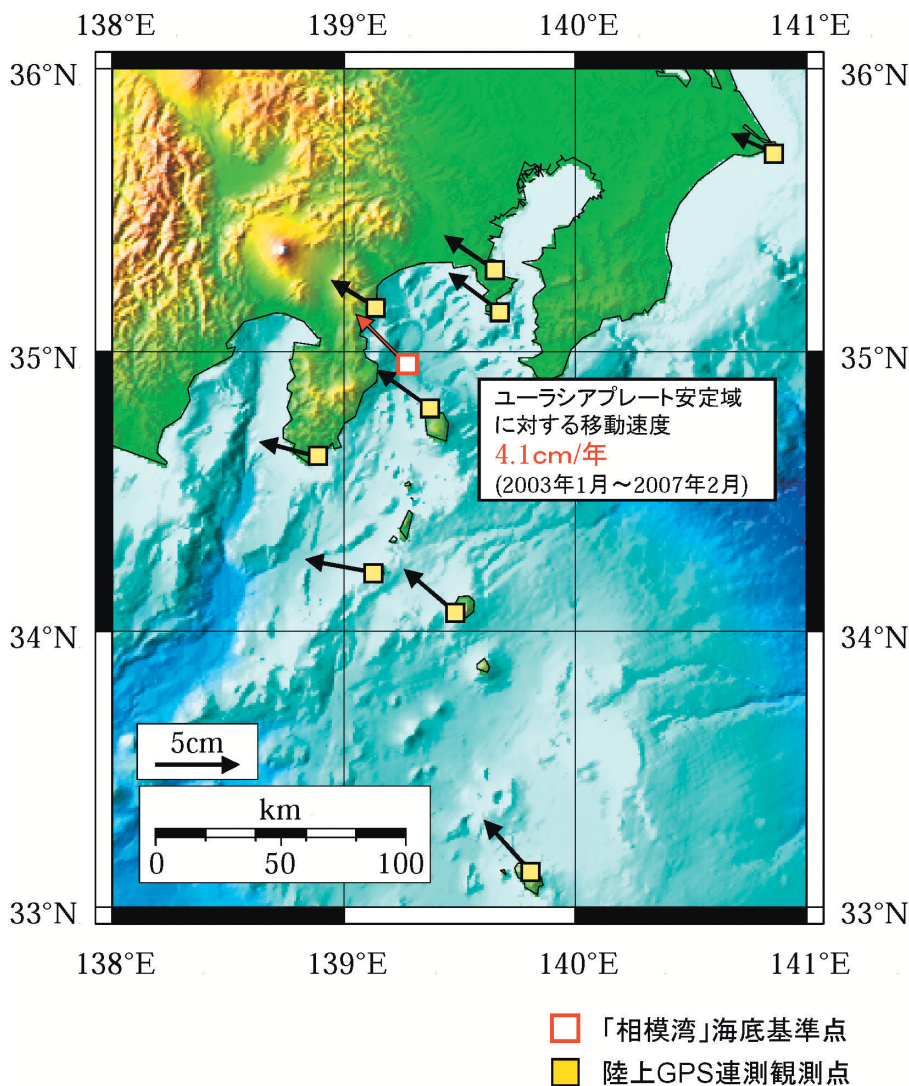 138°E 139°E 140°E 141°E
36°N 36°N
35°N 35°N
ユーラシアプレート安定域
に対する移動速度
4.1cm/年
(2003年1月～2007年2月)
34°N 34°N
5cm
km
0 50 100
33°N 33°N
138°E 139°E 140°E 141°E
「相模湾」海底基準点
陸上GPS連測観測点